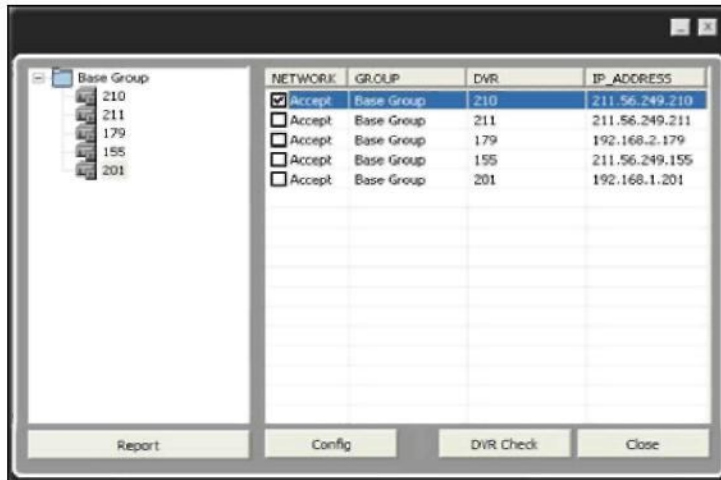 Base Group
210
211
179
155
201
NETWORK GROUP DVR IP_ADDRESS
Accept Base Group 210 211.56.249.210
Accept Base Group 211 211.56.249.211
Accept Base Group 179 192.168.2.179
Accept Base Group 155 211.56.249.155
Accept Base Group 201 192.168.1.201
Report Config DVR Check Close